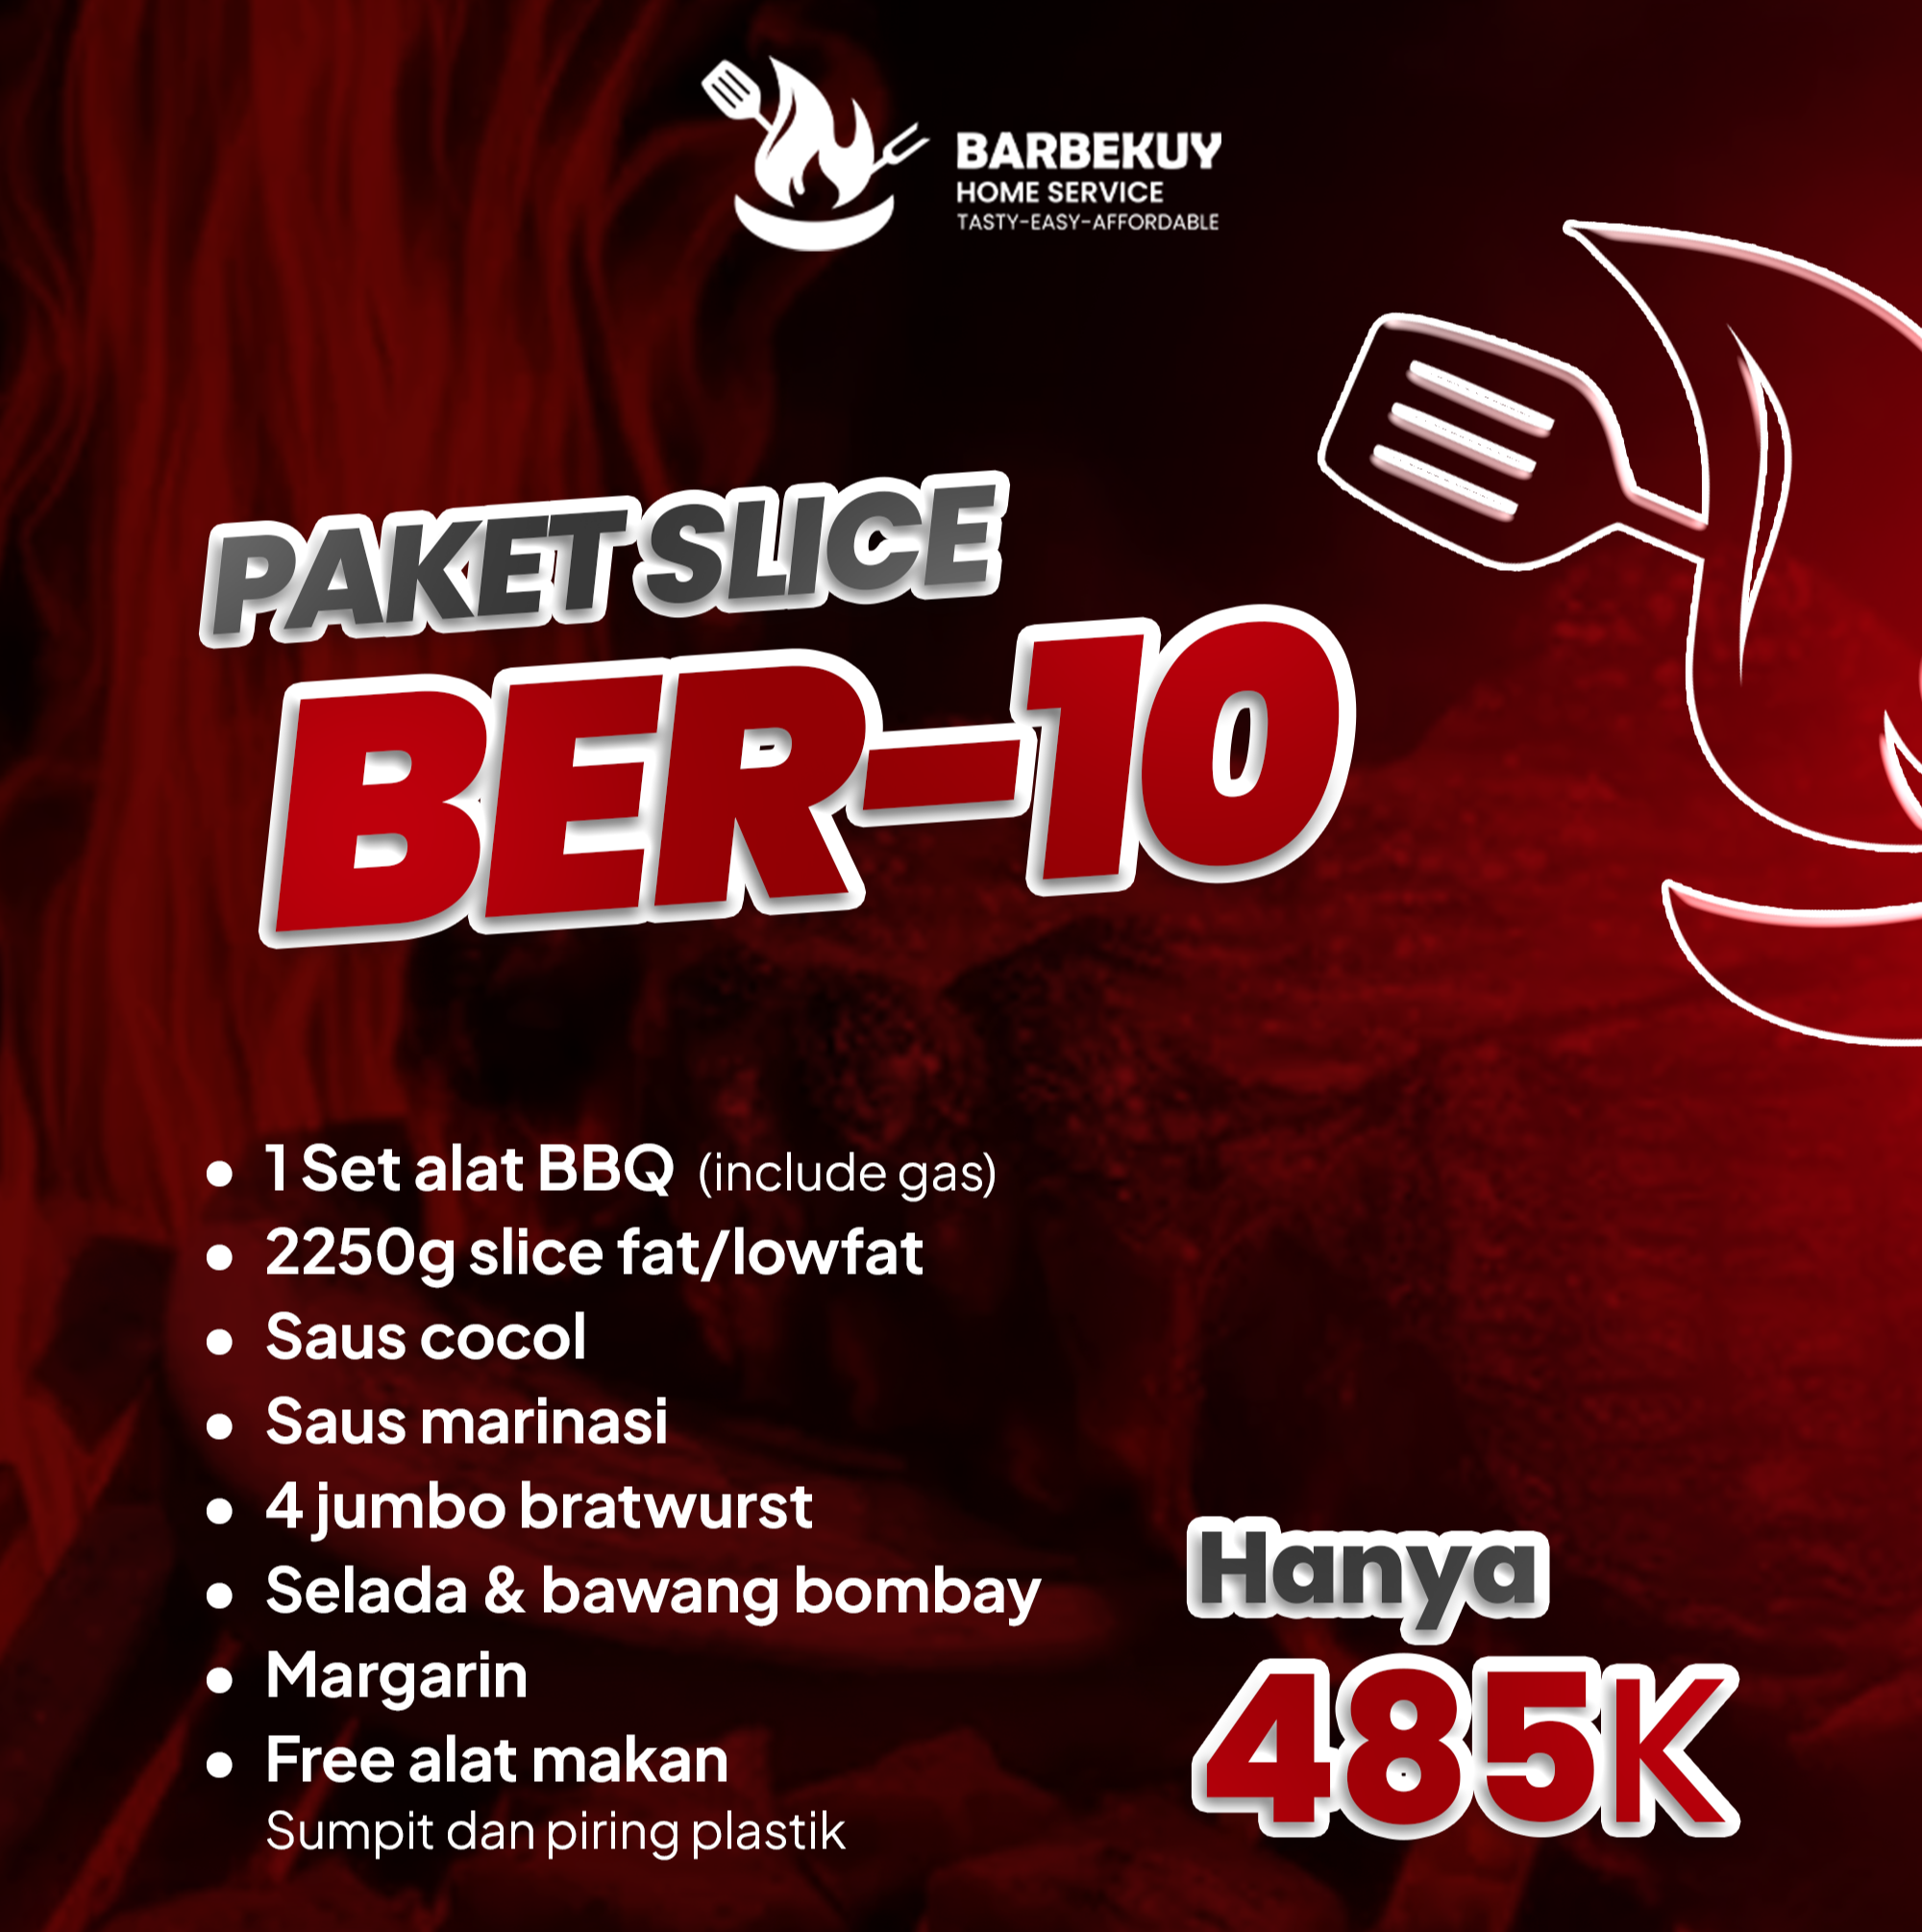 BARBEKUY
HOME SERVICE
TASTY-EASY-AFFORDABLE
PAKET SLICE
BER-10
1 Set alat BBQ (include gas)
2250g slice fat/lowfat
Saus cocol
Saus marinasi
4 jumbo bratwurst
Selada & bawang bombay
Margarin
Free alat makan
Sumpit dan piring plastik
Hanya
485K